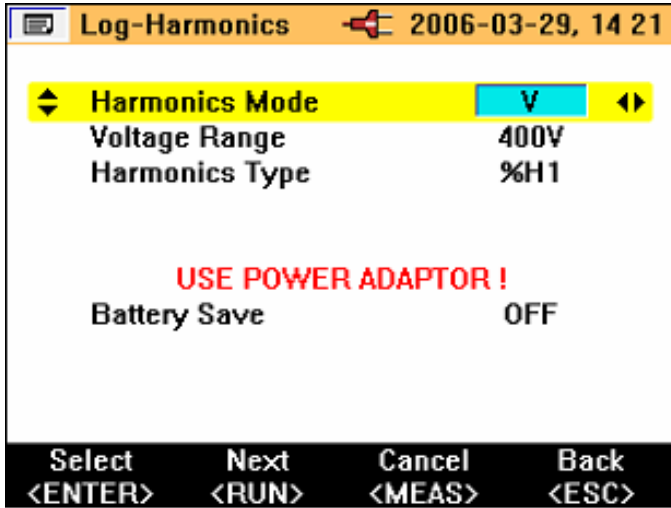 Log-Harmonics 2006-03-29, 14 21
Harmonics Mode V
Voltage Range 400V
Harmonics Type %H1
USE POWER ADAPTOR !
Battery Save OFF
Select Next Cancel Back
<ENTER> <RUN> <MEAS> <ESC>